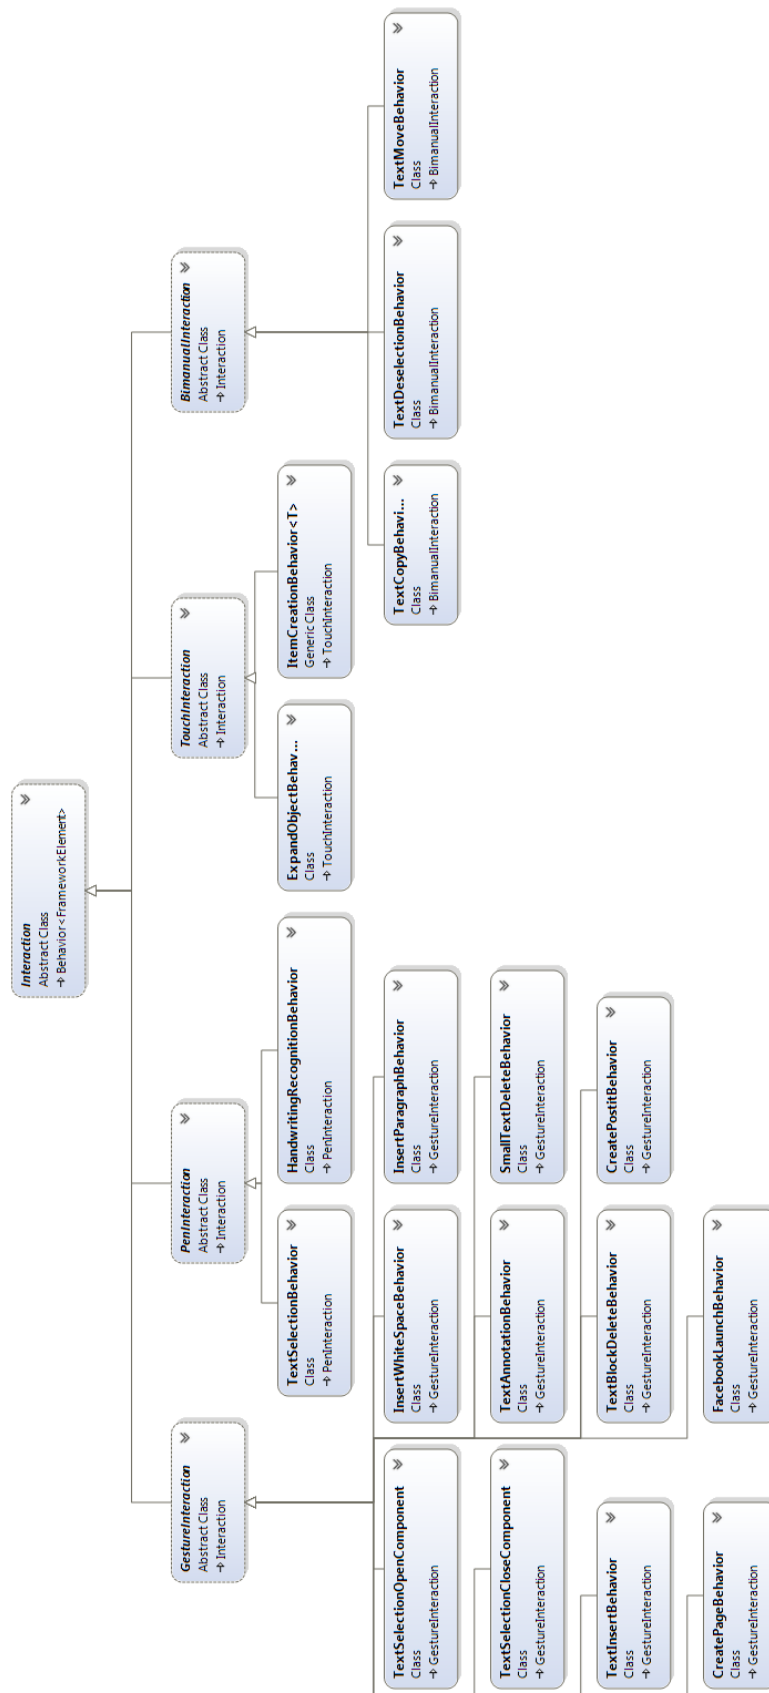 Interaction
Abstract Class
Behavior<FrameworkElement>
GestureInteraction
Abstract Class
Interaction
PenInteraction
Abstract Class
Interaction
TouchInteraction
Abstract Class
Interaction
BimanualInteraction
Abstract Class
Interaction
TextSelectionBehavior
Class
PenInteraction
HandwritingRecognitionBehavior
Class
PenInteraction
ExpandObjectBehav...
Class
TouchInteraction
ItemCreationBehavior<T>
Generic Class
TouchInteraction
TextSelectionOpenComponent
Class
GestureInteraction
InsertWhiteSpaceBehavior
Class
GestureInteraction
InsertParagraphBehavior
Class
GestureInteraction
TextCopyBehavi...
Class
BimanualInteraction
TextDeselectionBehavior
Class
BimanualInteraction
TextMoveBehavior
Class
BimanualInteraction
TextSelectionCloseComponent
Class
GestureInteraction
TextAnnotationBehavior
Class
GestureInteraction
SmallTextDeleteBehavior
Class
GestureInteraction
TextInsertBehavior
Class
GestureInteraction
TextBlockDeleteBehavior
Class
GestureInteraction
CreatePostitBehavior
Class
GestureInteraction
CreatePageBehavior
Class
GestureInteraction
FacebookLaunchBehavior
Class
GestureInteraction